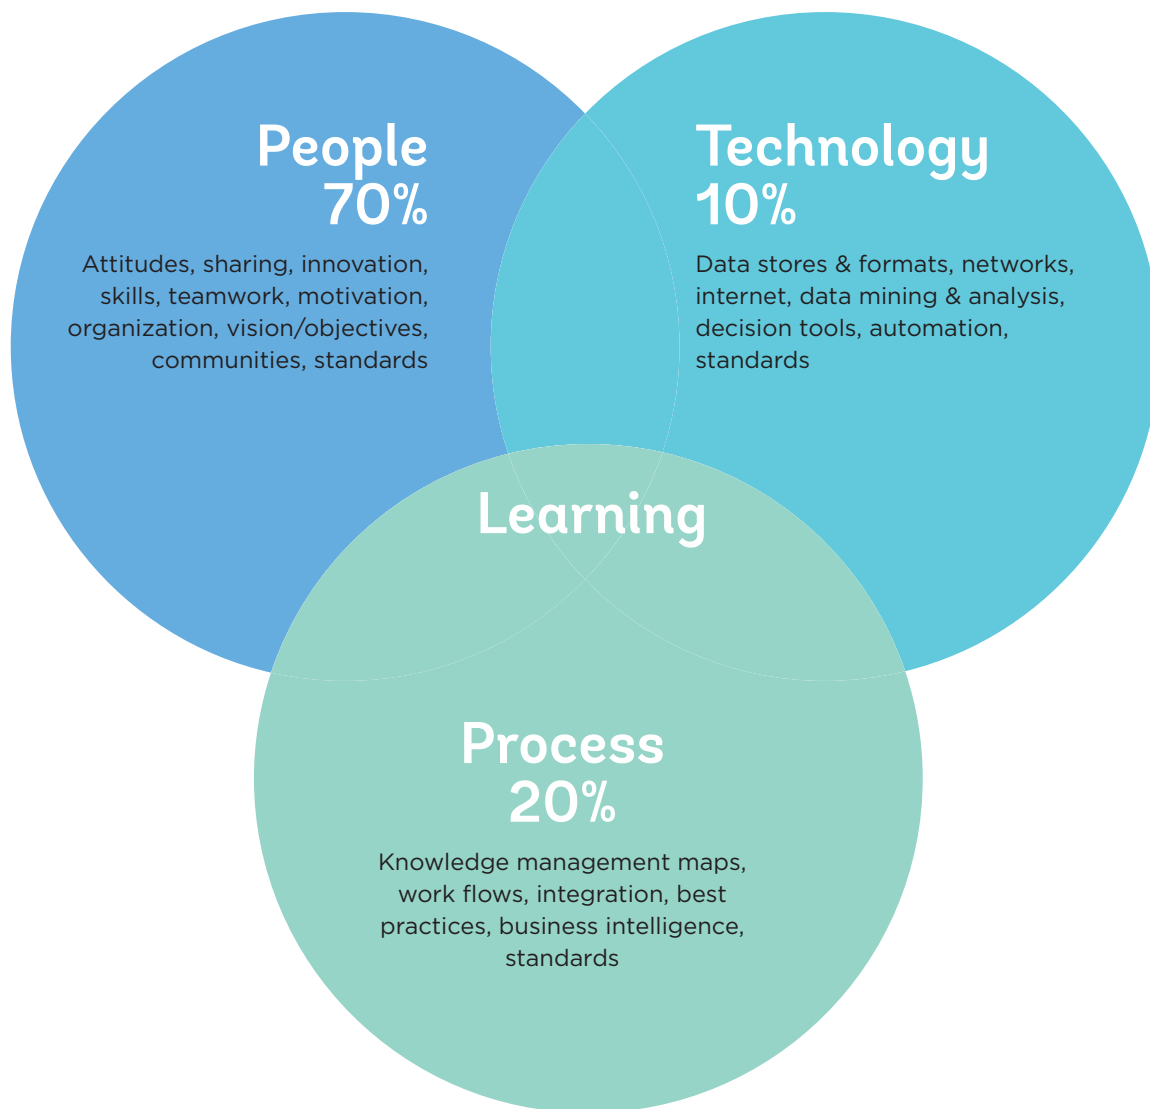 People
70%
Attitudes, sharing, innovation,
skills, teamwork, motivation,
organization, vision/objectives,
communities, standards
Technology
10%
Data stores & formats, networks,
internet, data mining & analysis,
decision tools, automation,
standards
Learning
Process
20%
Knowledge management maps,
work flows, integration, best
practices, business intelligence,
standards